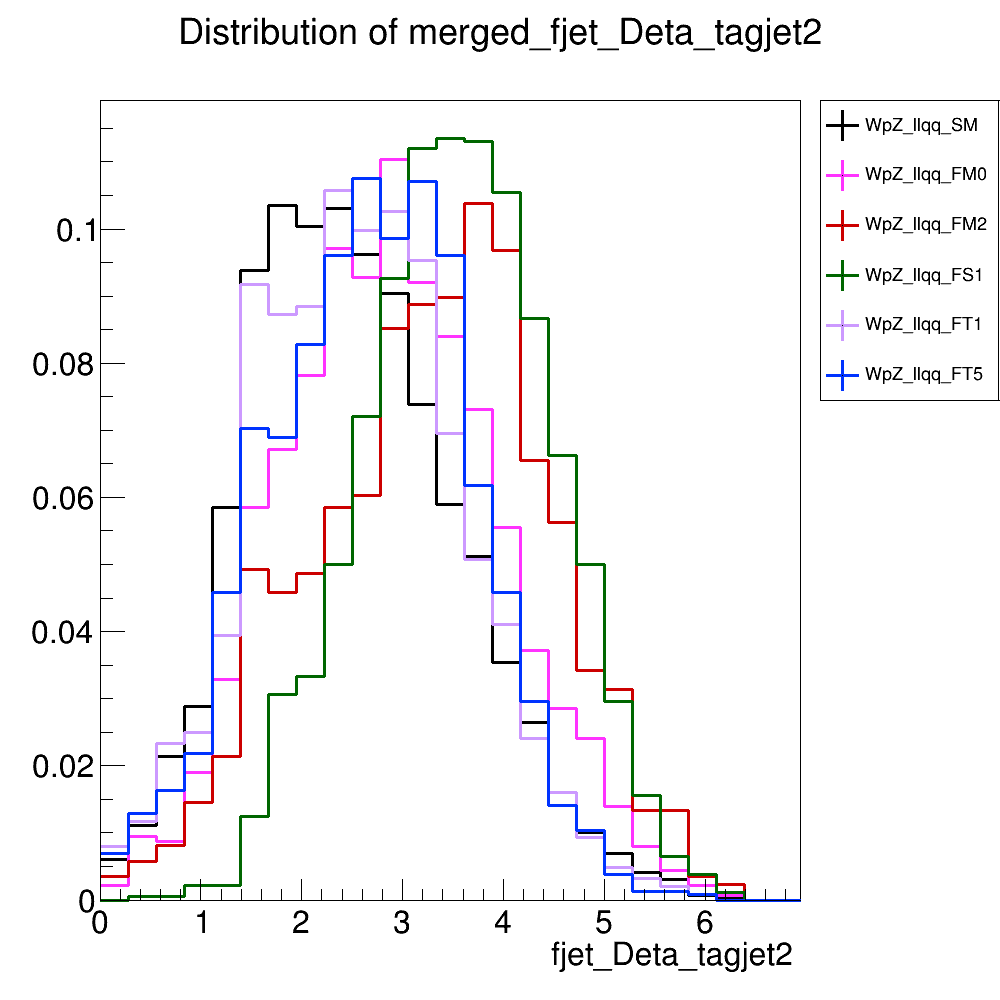 Distribution of merged_fjet_Deta_tagjet2
WpZ_llqq_SM
WpZ_llqq_FM0
WpZ_llqq_FM2
WpZ_llqq_FS1
WpZ_llqq_FT1
WpZ_llqq_FT5
0.1
0.08
0.06
0.04
0.02
0
0 1 2 3 4 5 6
fjet_Deta_tagjet2